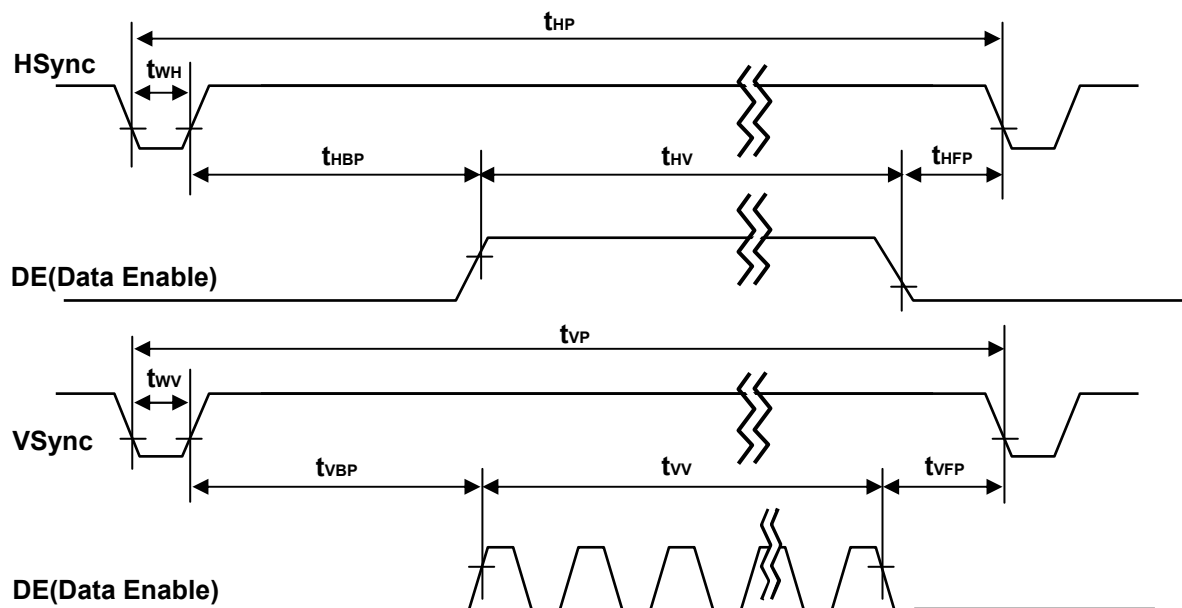 tHP
HSync
tWH
tHBP
tHV
tHFP
DE(Data Enable)
tVP
tWV
VSync
tVBP
tVV
tVFP
DE(Data Enable)